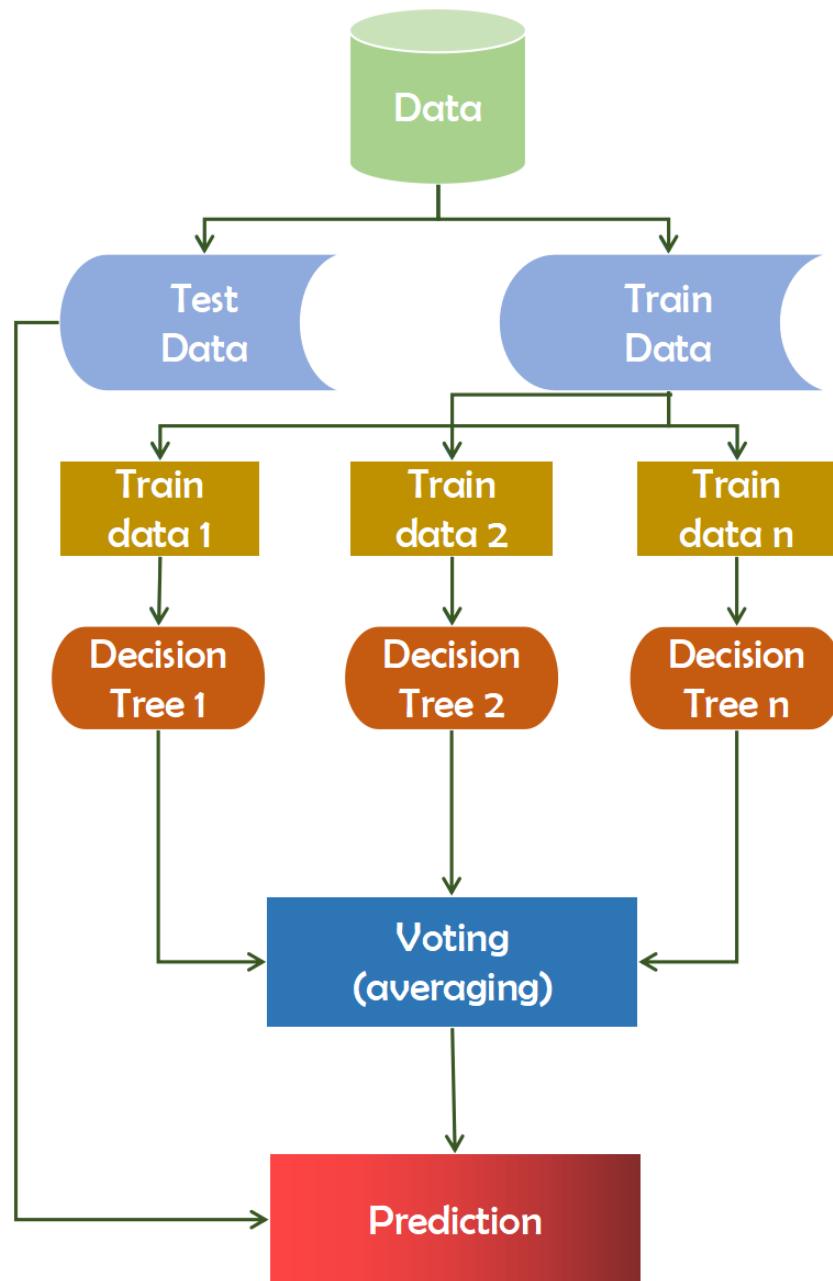 Data
Test
Data
Train
Data
Train
data 1
Train
data 2
Train
data n
Decision
Tree 1
Decision
Tree 2
Decision
Tree n
Voting
(averaging)
Prediction